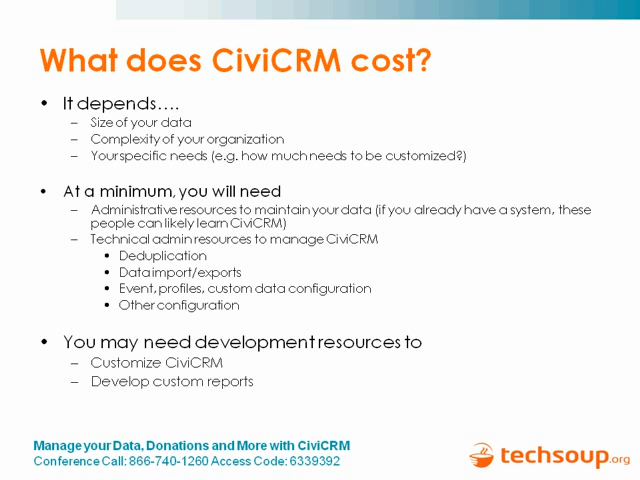 What does CiviCRM cost?
• It depends….
– Size of your data
– Complexity of your organization
– Your specific needs (e.g. how much needs to be customized?)
• At a minimum, you will need
– Administrative resources to maintain your data (if you already have a system, these
people can likely learn CiviCRM)
– Technical admin resources to manage CiviCRM
• Deduplication
• Data import/exports
• Event, profiles, custom data configuration
• Other configuration
• You may need development resources to
– Customize CiviCRM
– Develop custom reports
Manage your Data, Donations and More with CiviCRM
Conference Call: 866-740-1260 Access Code: 6339392
techsoup.org